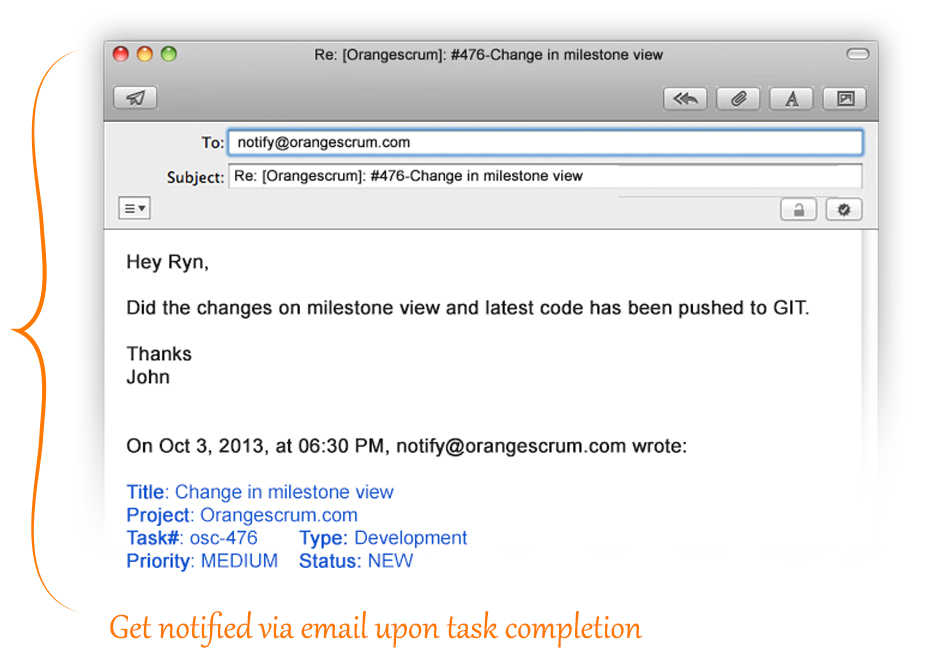 Re: [Orangescrum]: #476-Change in milestone view
To: notify@orangescrum.com
Subject: Re: [Orangescrum]: #476-Change in milestone view
Hey Ryn,
Did the changes on milestone view and latest code has been pushed to GIT.
Thanks
John
On Oct 3, 2013, at 06:30 PM, notify@orangescrum.com wrote:
Title: Change in milestone view
Project: Orangescrum.com
Task#: osc-476 Type: Development
Priority: MEDIUM Status: NEW
Get notified via email upon task completion